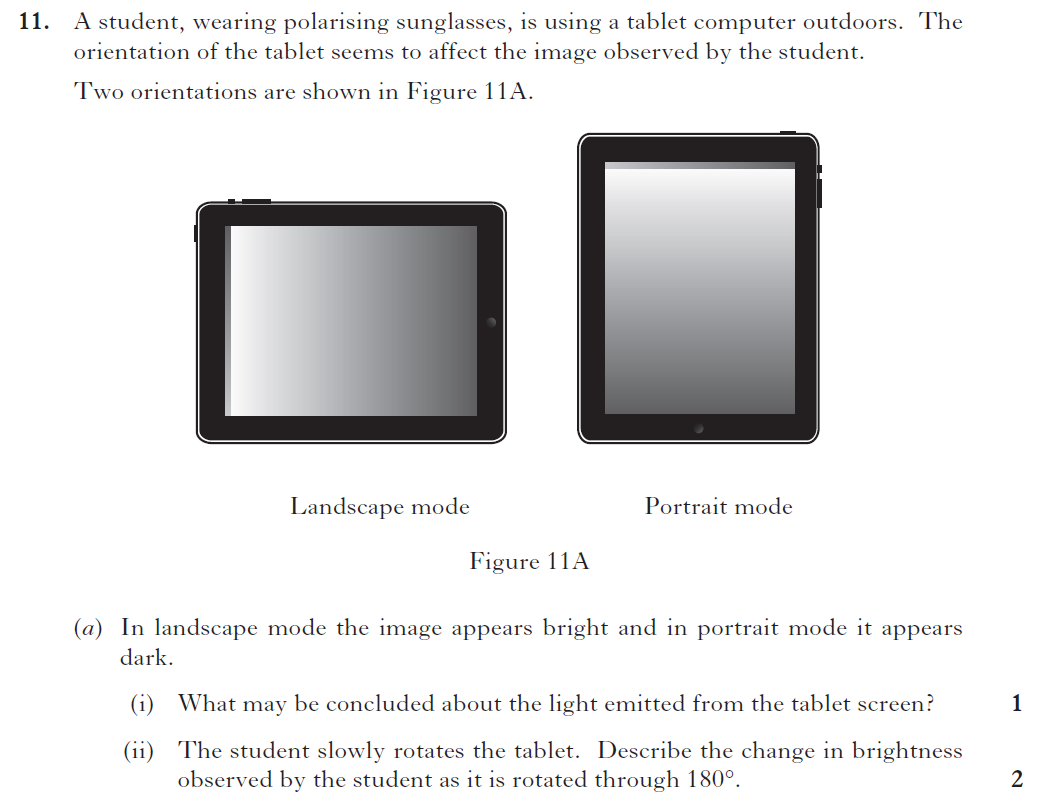 11. A student, wearing polarising sunglasses, is using a tablet computer outdoors. The
orientation of the tablet seems to affect the image observed by the student.
Two orientations are shown in Figure 11A.
Landscape mode
Portrait mode
Figure 11A
(a) In landscape mode the image appears bright and in portrait mode it appears
dark.
(i) What may be concluded about the light emitted from the tablet screen? 1
(ii) The student slowly rotates the tablet. Describe the change in brightness
observed by the student as it is rotated through 180°. 2